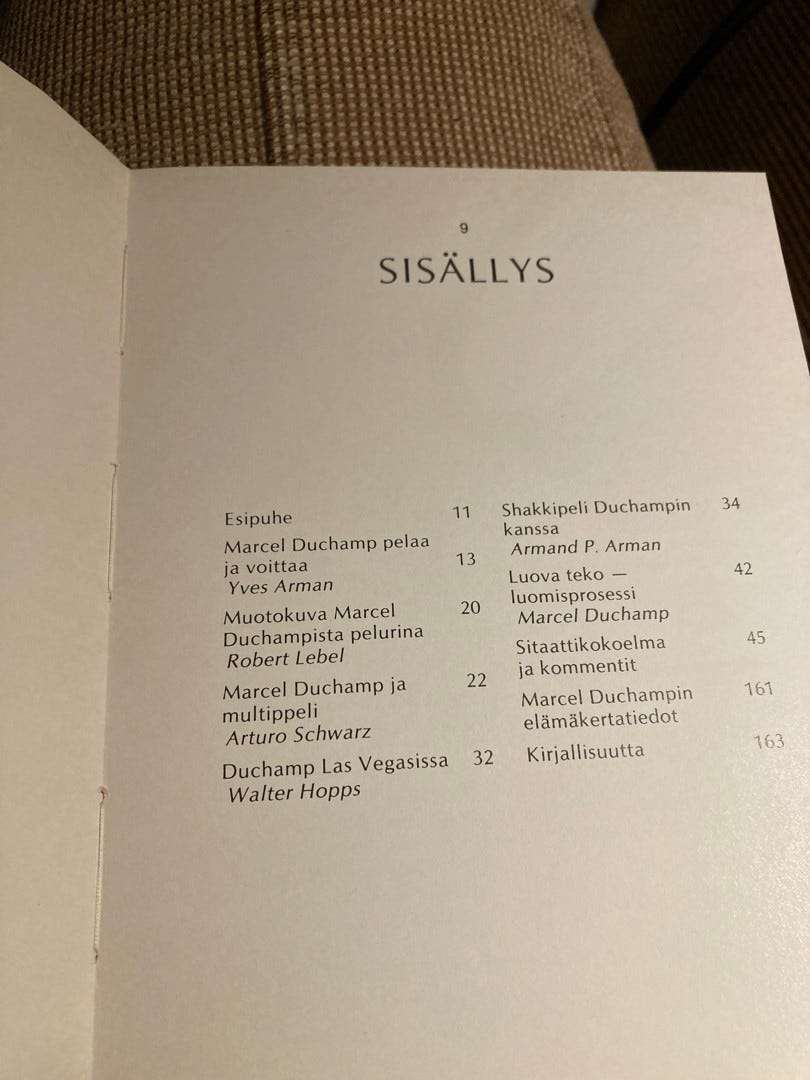 9
SISÄLLYS
Esipuhe 11
Marcel Duchamp pelaa
ja voittaa 13
Yves Arman
Muotokuva Marcel 20
Duchampista pelurina
Robert Lebel
Marcel Duchamp ja 22
multippeli
Arturo Schwarz
Duchamp Las Vegasissa 32
Walter Hopps
Shakkipeli Duchampin 34
kanssa
Armand P. Arman
Luova teko — 42
luomisprosessi
Marcel Duchamp
Sitaattikokoelma 45
ja kommentit
Marcel Duchampin 161
elämäkertatiedot
Kirjallisuutta 163